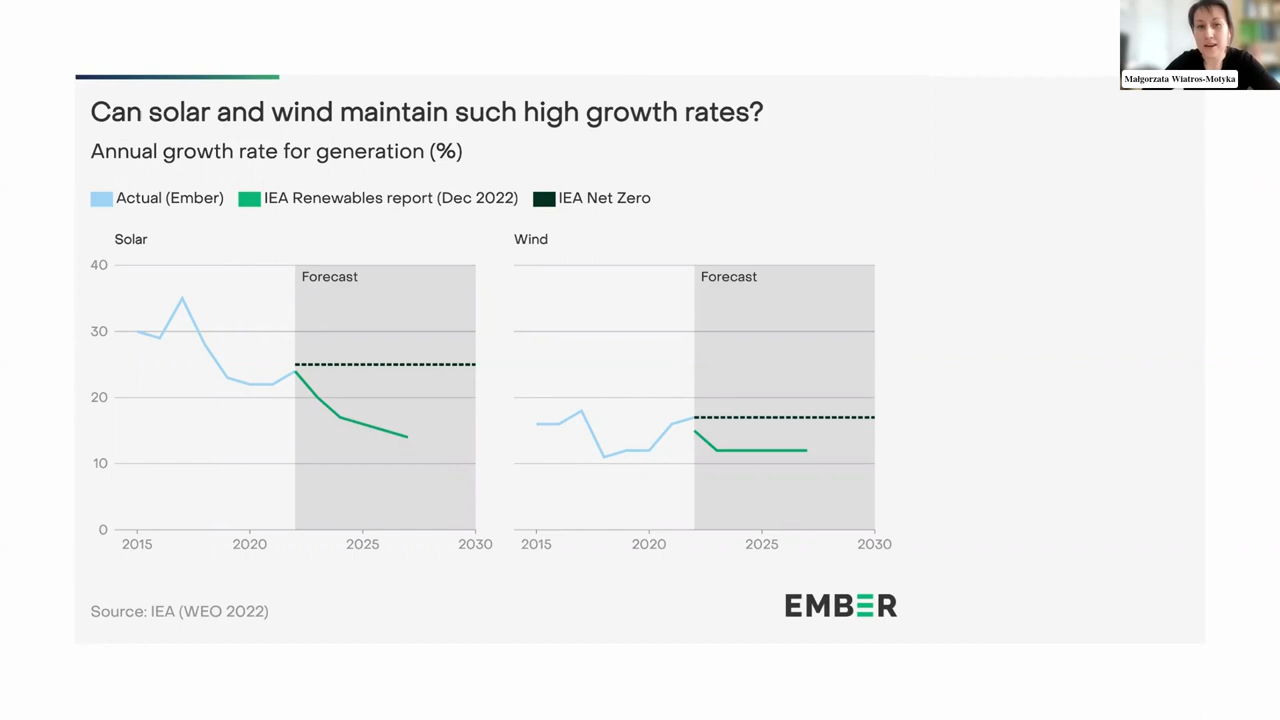 Małgorzata Wiatros-Motyka
Can solar and wind maintain such high growth rates?
Annual growth rate for generation (%)
Actual (Ember) IEA Renewables report (Dec 2022) IEA Net Zero
Solar Wind
40
Forecast Forecast
30
20
10
0
2015 2020 2025 2030 2015 2020 2025 2030
Source: IEA (WEO 2022)
EMBER